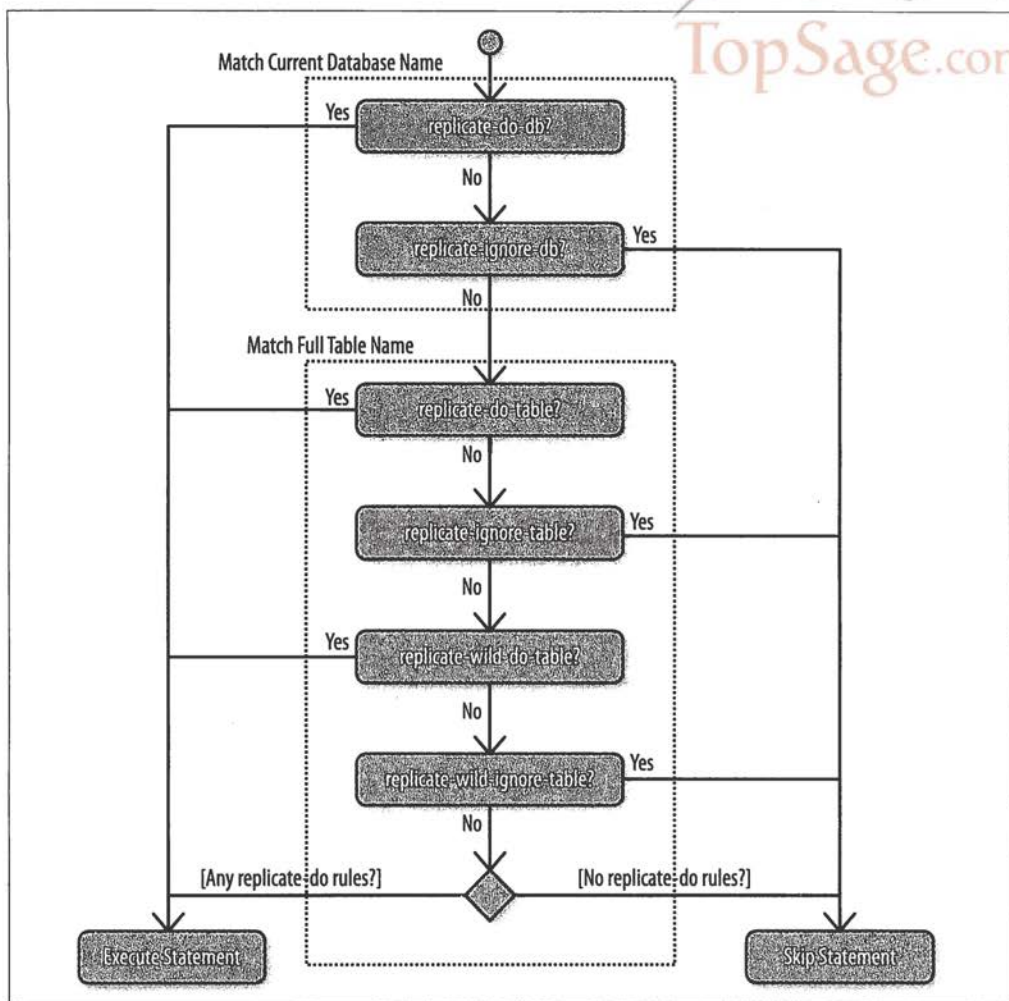 TopSage.com
Match Current Database Name
Yes
replicate-do-db?
No
replicate-ignore-db?
Yes
No
Match Full Table Name
Yes
replicate-do-table?
No
replicate-ignore-table?
Yes
No
Yes
replicate-wild-do-table?
No
replicate-wild-ignore-table?
Yes
No
[Any replicate-do rules?]
[No replicate-do rules?]
Execute Statement
Skip Statement